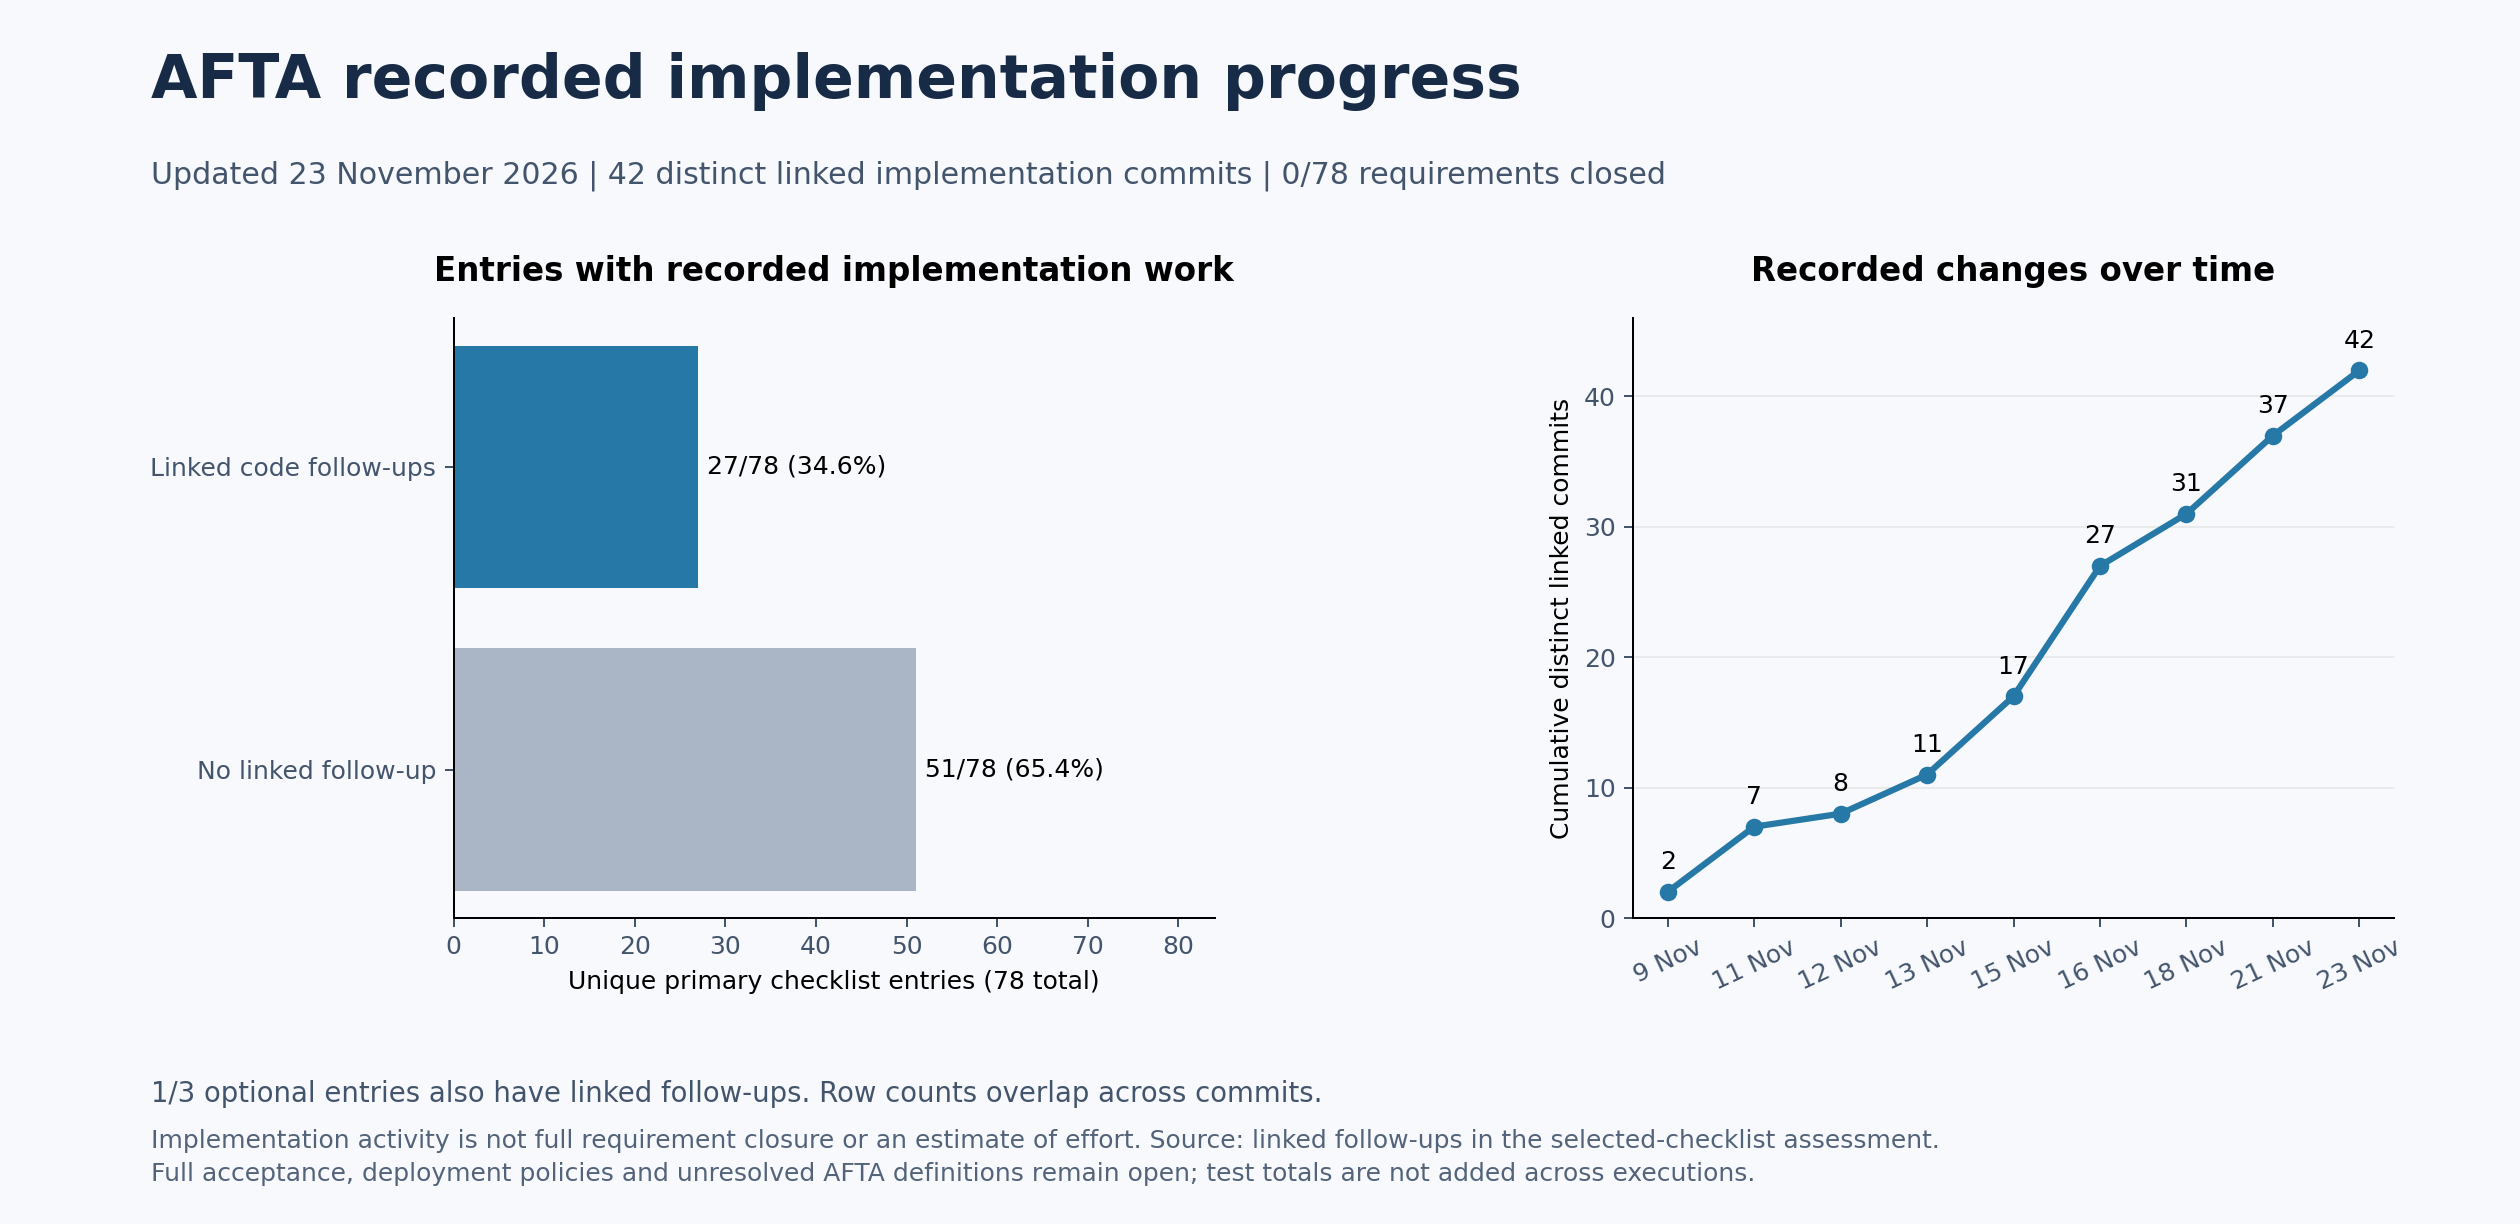 AFTA recorded implementation progress
Updated 23 November 2026 | 42 distinct linked implementation commits | 0/78 requirements closed
Entries with recorded implementation work
Linked code follow-ups
27/78 (34.6%)
No linked follow-up
51/78 (65.4%)
0 10 20 30 40 50 60 70 80
Unique primary checklist entries (78 total)
Recorded changes over time
Cumulative distinct linked commits
40
30
20
10
0
2
7
8
11
17
27
31
37
42
9 Nov 11 Nov 12 Nov 13 Nov 15 Nov 16 Nov 18 Nov 21 Nov 23 Nov
1/3 optional entries also have linked follow-ups. Row counts overlap across commits.
Implementation activity is not full requirement closure or an estimate of effort. Source: linked follow-ups in the selected-checklist assessment.
Full acceptance, deployment policies and unresolved AFTA definitions remain open; test totals are not added across executions.